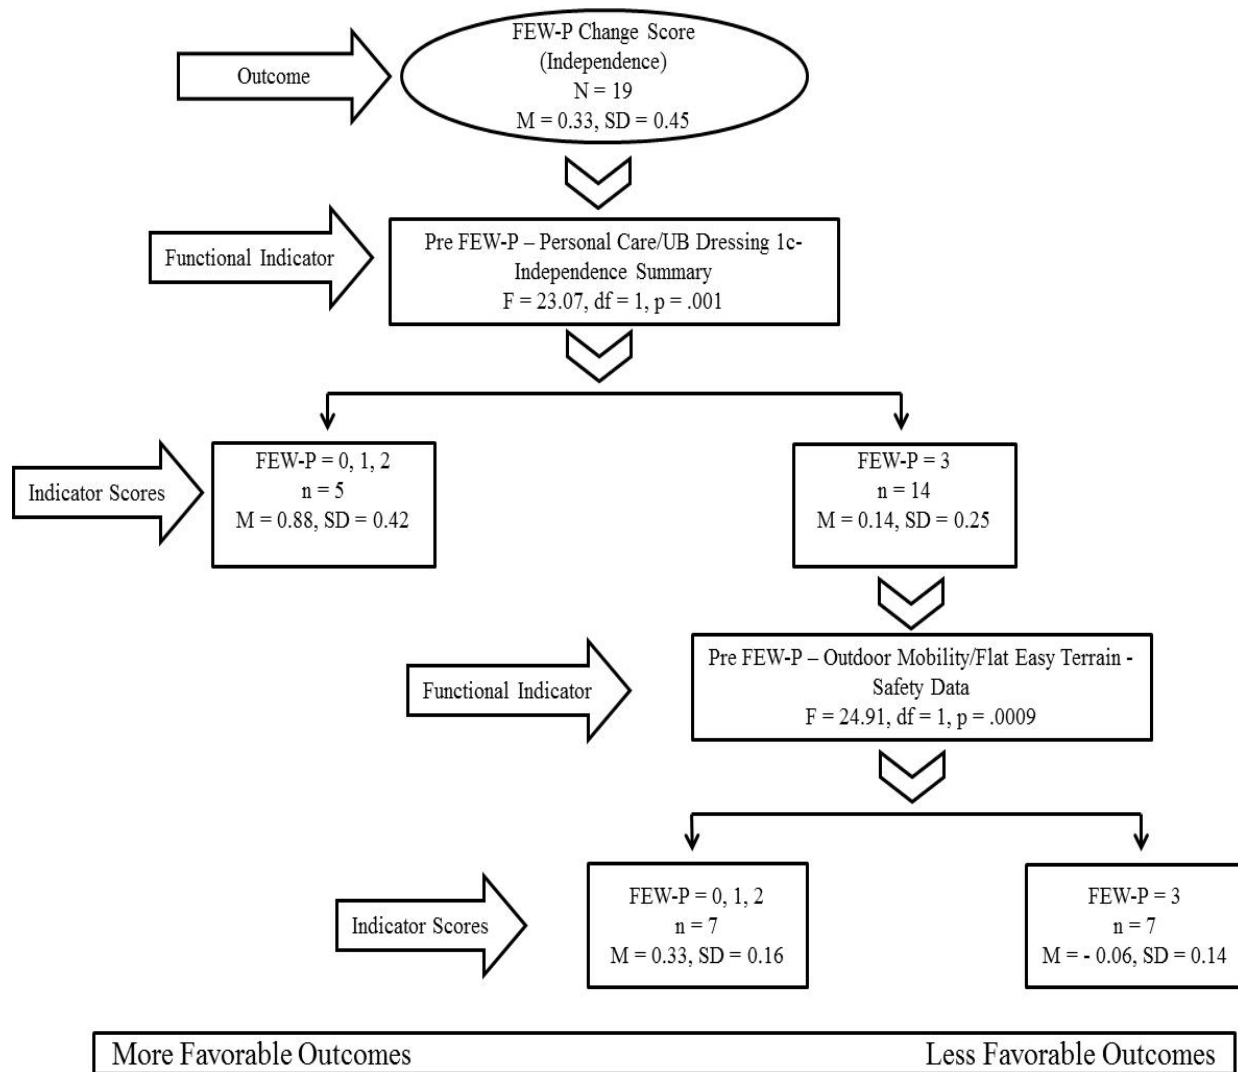 FEW-P Change Score
(Independence)
Outcome
N = 19
M = 0.33, SD = 0.45
Pre FEW-P – Personal Care/UB Dressing 1c-
Independence Summary
Functional Indicator
F = 23.07, df = 1, p = .001
FEW-P = 0, 1, 2
n = 5
M = 0.88, SD = 0.42
Indicator Scores
FEW-P = 3
n = 14
M = 0.14, SD = 0.25
Pre FEW-P – Outdoor Mobility/Flat Easy Terrain -
Safety Data
Functional Indicator
F = 24.91, df = 1, p = .0009
Indicator Scores
FEW-P = 0, 1, 2
n = 7
M = 0.33, SD = 0.16
FEW-P = 3
n = 7
M = - 0.06, SD = 0.14
More Favorable Outcomes
Less Favorable Outcomes